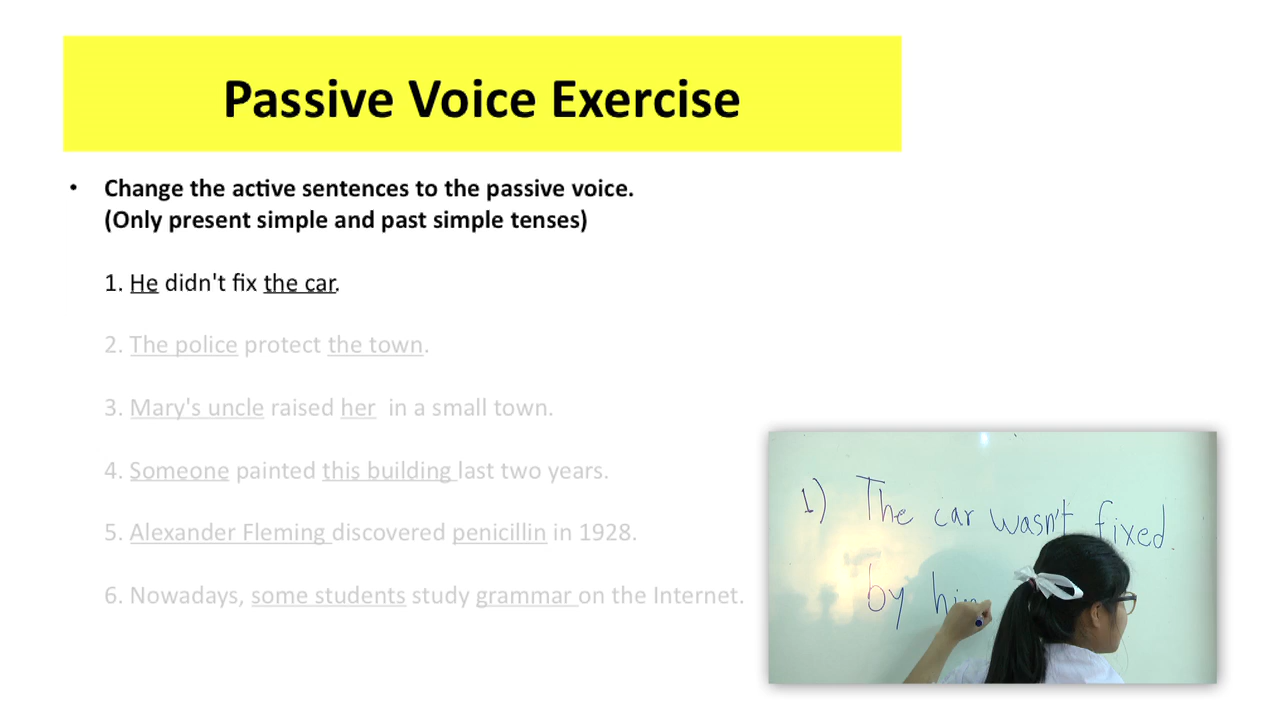 Passive Voice Exercise
• Change the active sentences to the passive voice.
(Only present simple and past simple tenses)
1. He didn't fix the car.
2. The police protect the town.
3. Mary's uncle raised her in a small town.
4. Someone painted this building last two years.
5. Alexander Fleming discovered penicillin in 1928.
6. Nowadays, some students study grammar on the Internet.
1) The car wasn't fixed
by him